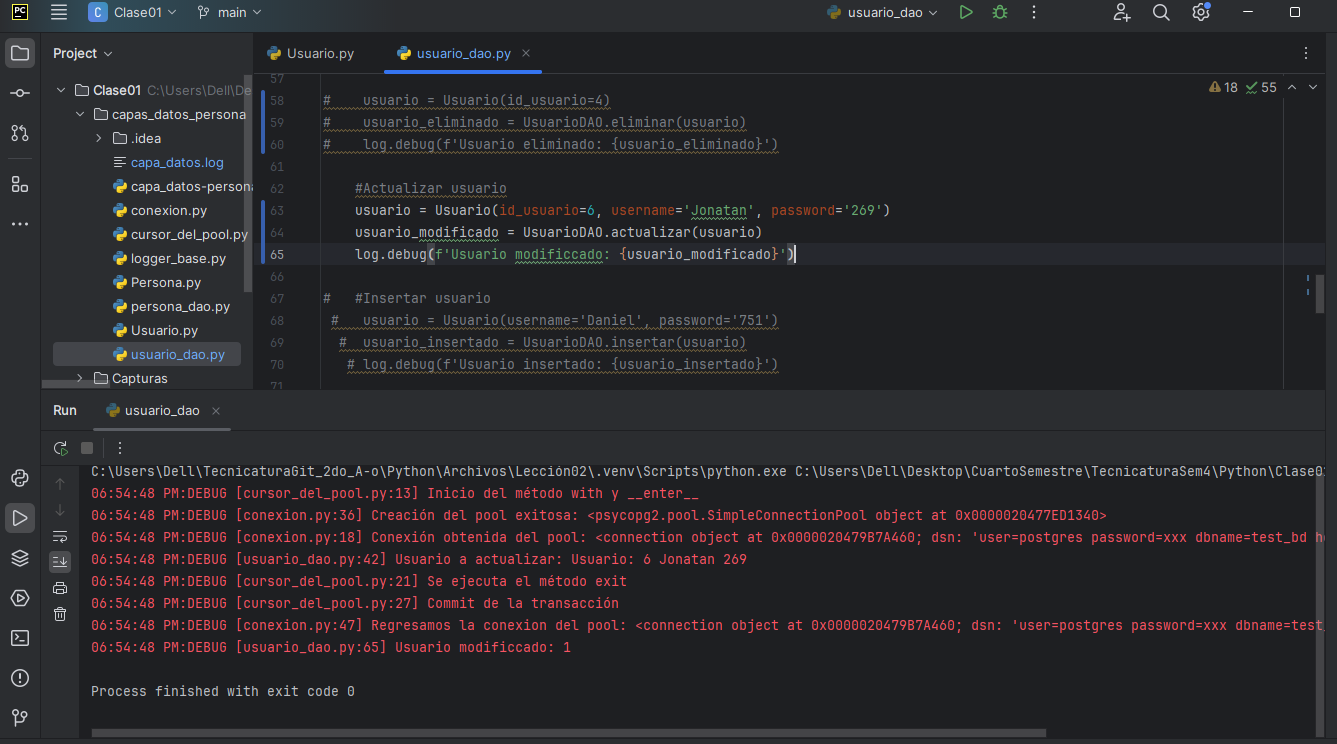 PC C Clase01 main usuario_dao
Project
Usuario.py usuario_dao.py
Clase01 C:\Users\Dell\De
capas_datos_persona
.idea
capa_datos.log
capa_datos-persona
conexion.py
cursor_del_pool.py
logger_base.py
Persona.py
persona_dao.py
Usuario.py
usuario_dao.py
Capturas
18 55
57
58 # usuario = Usuario(id_usuario=4)
59 # usuario_eliminado = UsuarioDAO.eliminar(usuario)
60 # log.debug(f'Usuario eliminado: {usuario_eliminado}')
61
62 #Actualizar usuario
63 usuario = Usuario(id_usuario=6, username='Jonatan', password='269')
64 usuario_modificado = UsuarioDAO.actualizar(usuario)
65 log.debug(f'Usuario modificcado: {usuario_modificado}')
66
67 # #Insertar usuario
68 # usuario = Usuario(username='Daniel', password='751')
69 # usuario_insertado = UsuarioDAO.insertar(usuario)
70 # log.debug(f'Usuario insertado: {usuario_insertado}')
71
Run usuario_dao
C:\Users\Dell\TecnicaturaGit_2do_A-o\Python\Archivos\Lección02\.venv\Scripts\python.exe C:\Users\Dell\Desktop\CuartoSemestre\TecnicaturaSem4\Python\Clase0
06:54:48 PM:DEBUG [cursor_del_pool.py:13] Inicio del método with y __enter__
06:54:48 PM:DEBUG [conexion.py:36] Creación del pool exitosa: <psycopg2.pool.SimpleConnectionPool object at 0x0000020477ED1340>
06:54:48 PM:DEBUG [conexion.py:18] Conexión obtenida del pool: <connection object at 0x0000020479B7A460; dsn: 'user=postgres password=xxx dbname=test_bd h
06:54:48 PM:DEBUG [usuario_dao.py:42] Usuario a actualizar: Usuario: 6 Jonatan 269
06:54:48 PM:DEBUG [cursor_del_pool.py:21] Se ejecuta el método exit
06:54:48 PM:DEBUG [cursor_del_pool.py:27] Commit de la transacción
06:54:48 PM:DEBUG [conexion.py:47] Regresamos la conexion del pool: <connection object at 0x0000020479B7A460; dsn: 'user=postgres password=xxx dbname=test_
06:54:48 PM:DEBUG [usuario_dao.py:65] Usuario modificcado: 1
Process finished with exit code 0